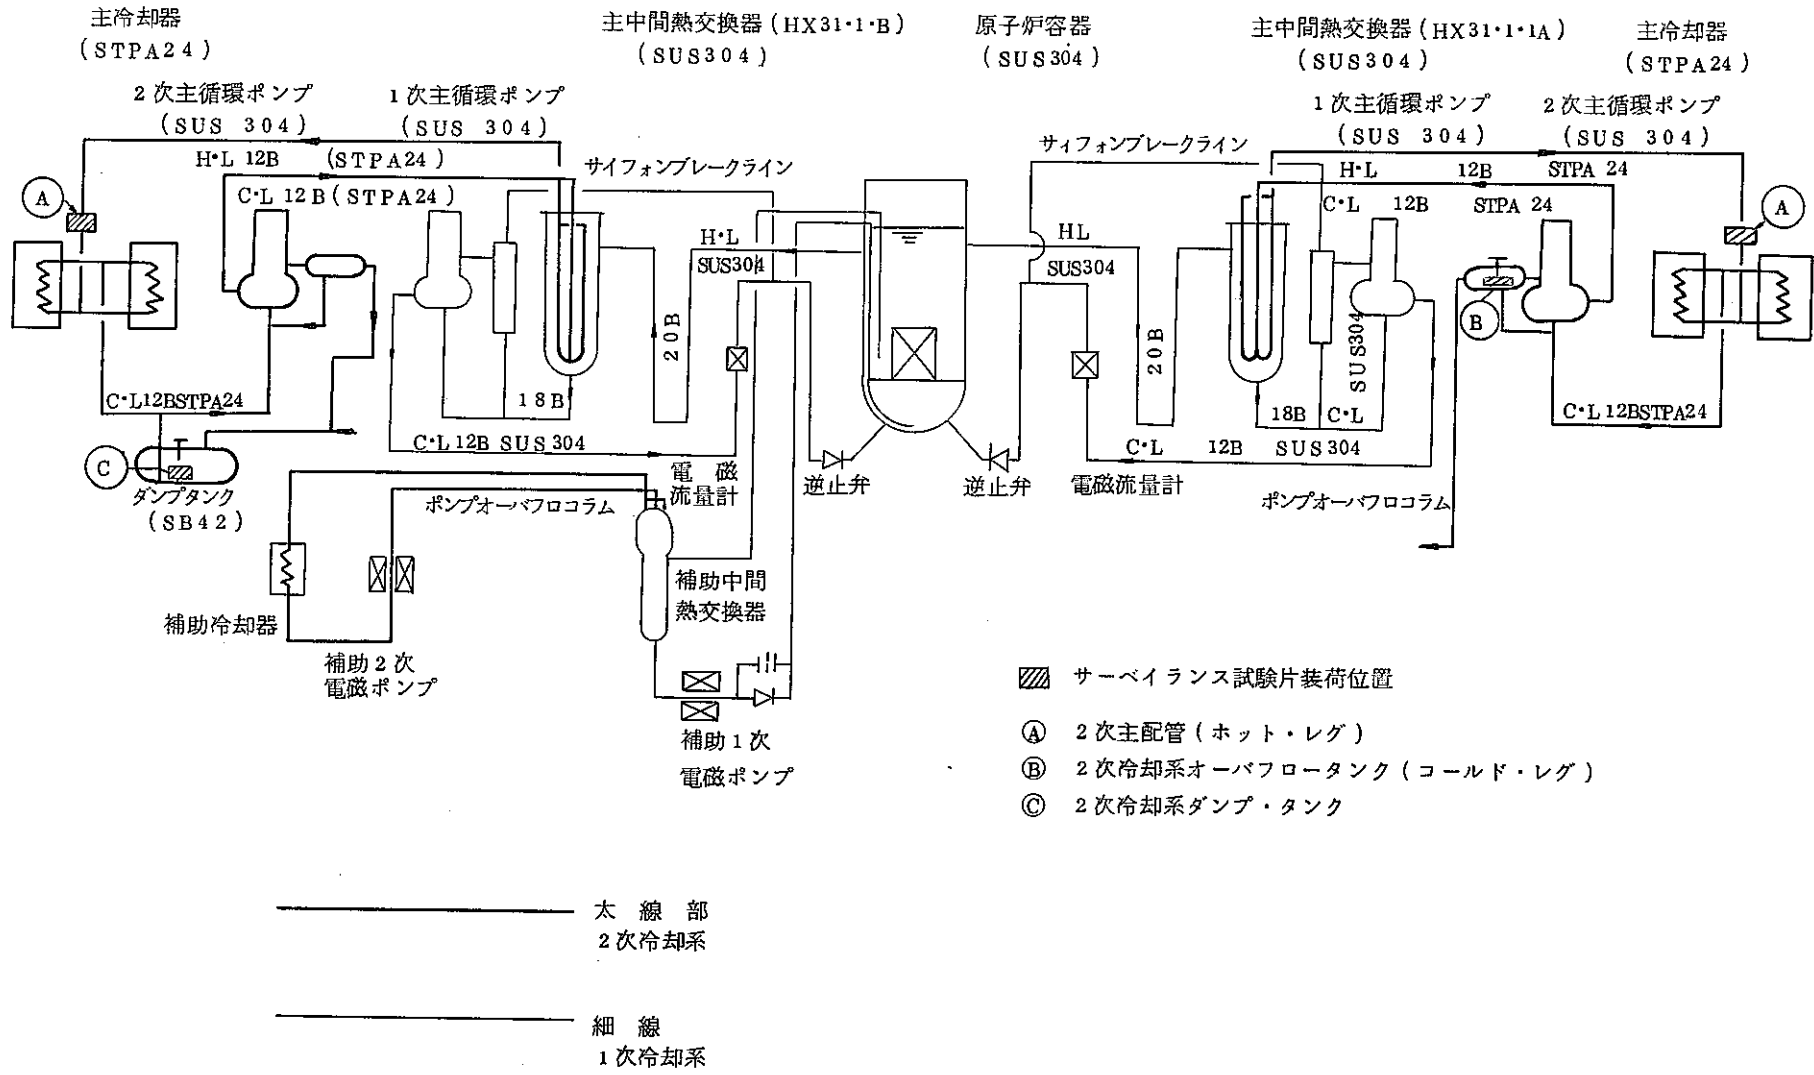 主冷却器
(STPA24)
主中間熱交換器(HX31・1・B)
(SUS304)
原子炉容器
(SUS304)
主中間熱交換器(HX31・1・1A)
(SUS304)
主冷却器
(STPA24)
2次主循環ポンプ
(SUS 304)
1次主循環ポンプ
(SUS 304)
1次主循環ポンプ
(SUS 304)
2次主循環ポンプ
(SUS 304)
H・L 12B (STPA24)
C・L 12B(STPA24)
サイフォンブレークライン
サイフォンブレークライン
H・L 12B STPA 24
C・L 12B STPA 24
A
A
H・L
SUS304
HL
SUS304
20B
20B
SUS304
B
18B
18B C・L
C・L12BSTPA24
C・L 12BSTPA24
C・L 12B SUS304
C・L 12B SUS304
C
ダンプタンク
(SB42)
電磁
流量計
逆止弁
逆止弁
電磁流量計
ポンプオーバフロコラム
ポンプオーバフロコラム
補助中間
熱交換器
補助冷却器
補助2次
電磁ポンプ
補助1次
電磁ポンプ
サーベイランス試験片装荷位置
A 2次主配管(ホット・レグ)
B 2次冷却系オーバフロータンク(コールド・レグ)
C 2次冷却系ダンプ・タンク
太線部
2次冷却系
細線
1次冷却系